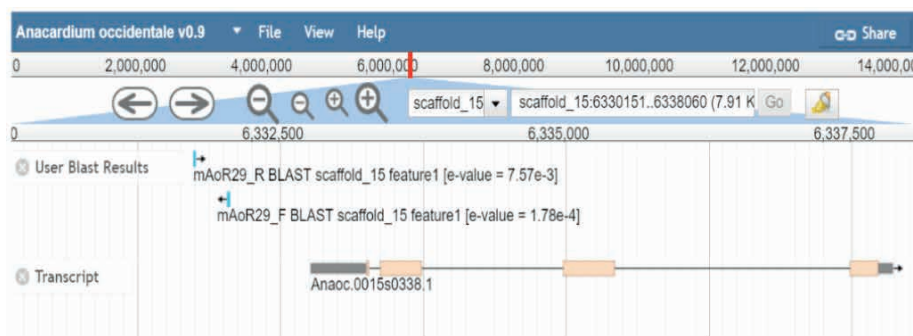 Anacardium occidentale v0.9 File View Help Share
0 2,000,000 4,000,000 6,000,000 8,000,000 10,000,000 12,000,000 14,000,0
scaffold_15 scaffold_15:6330151..6338060 (7.91 K Go
0 6,332,500 6,335,000 6,337,500
User Blast Results
mAoR29_R BLAST scaffold_15 feature1 [e-value = 7.57e-3]
mAoR29_F BLAST scaffold_15 feature1 [e-value = 1.78e-4]
Transcript
Anaoc.0015s0338.1